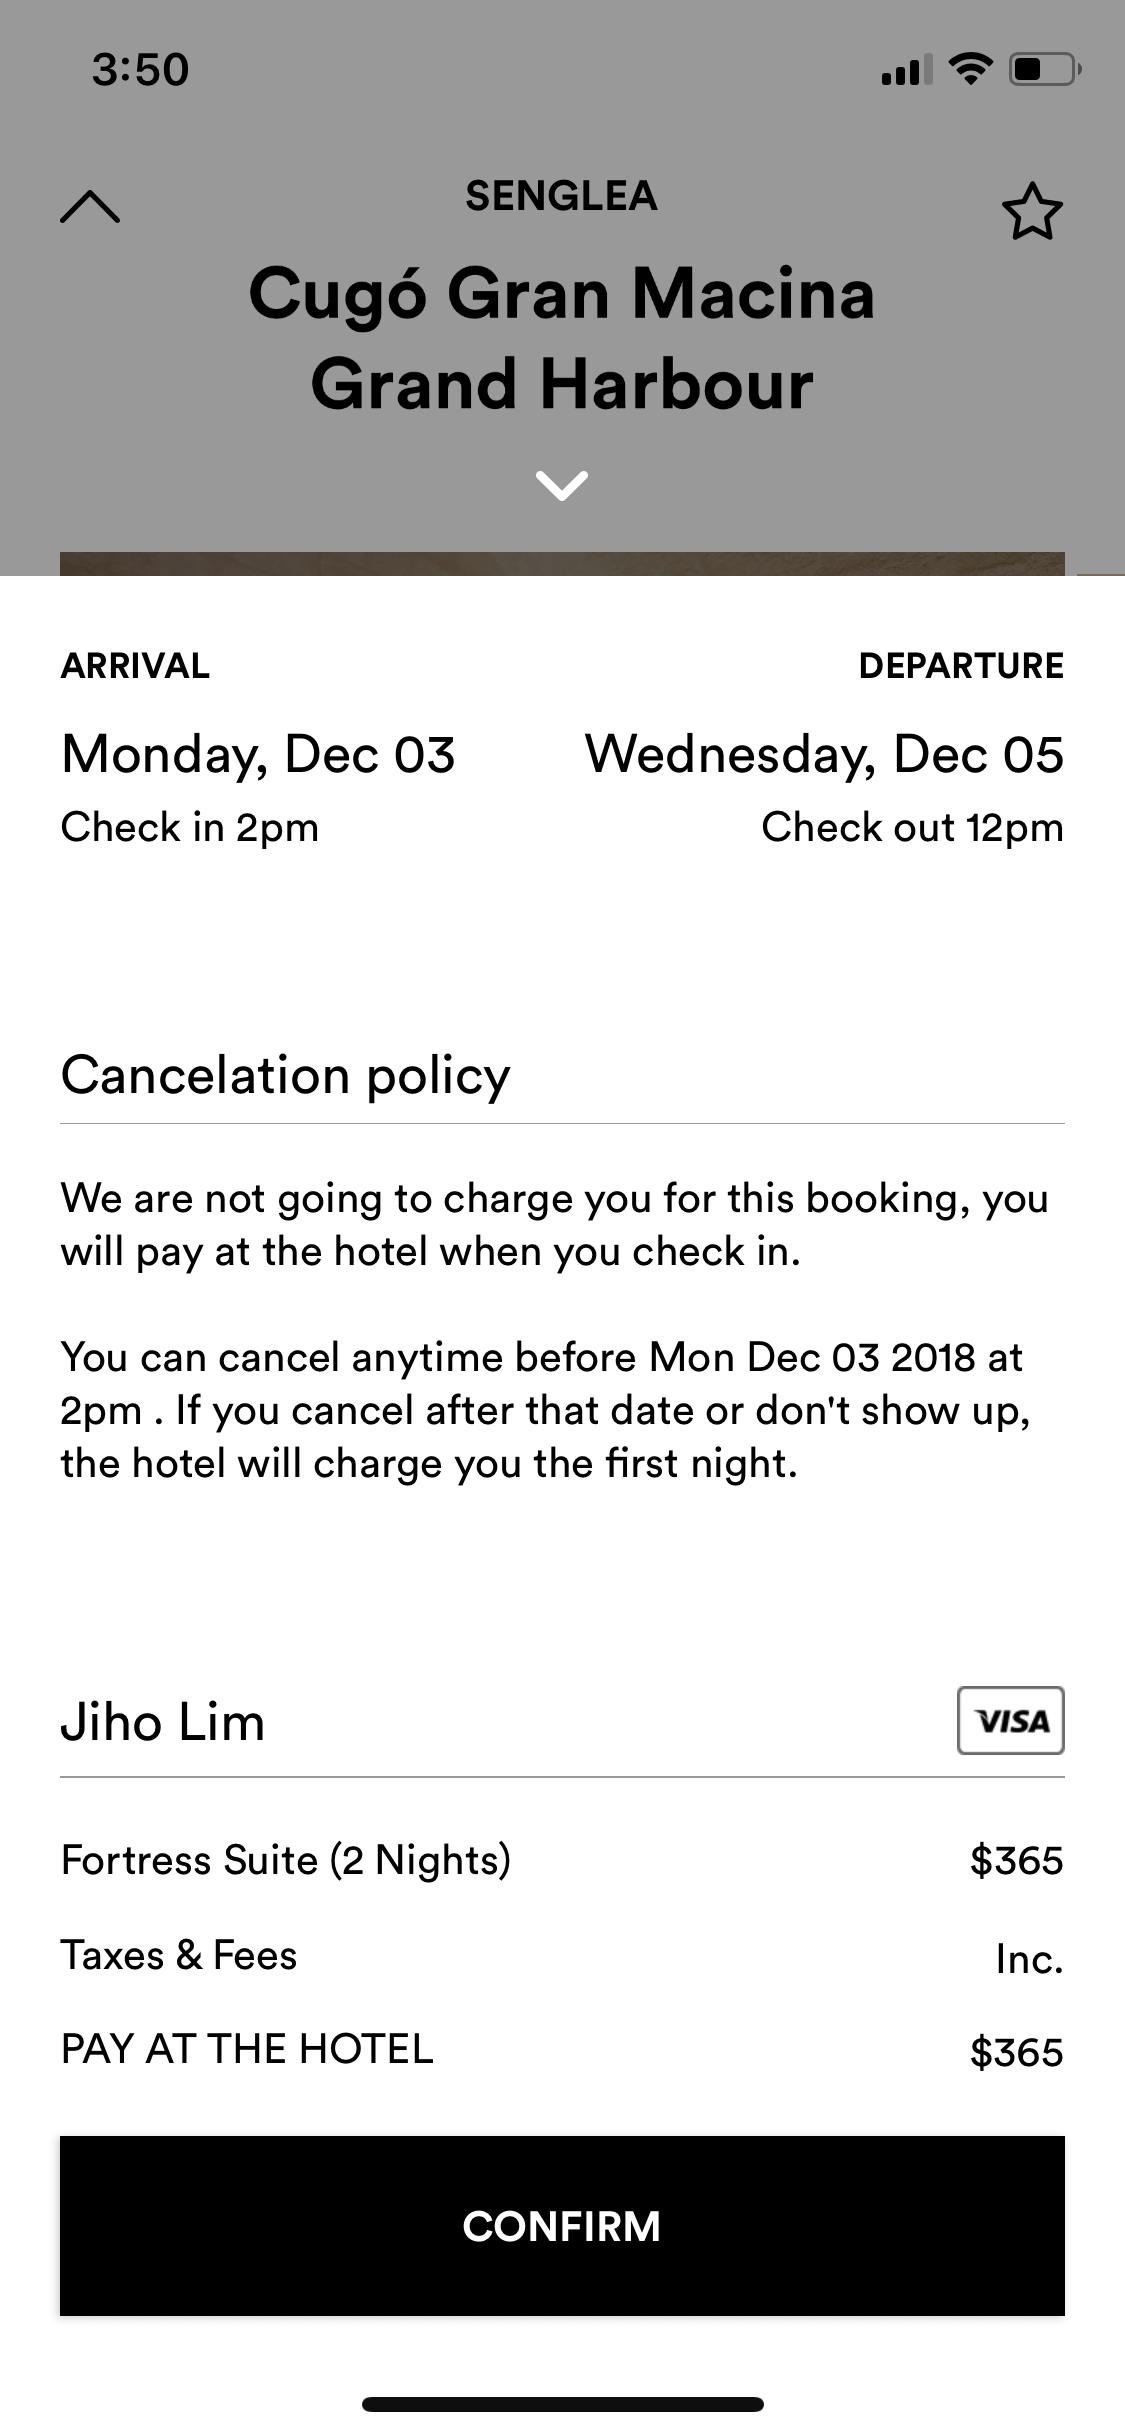 3:50
SENGLEA
Cugó Gran Macina
Grand Harbour
ARRIVAL
DEPARTURE
Monday, Dec 03
Wednesday, Dec 05
Check in 2pm
Check out 12pm
Cancelation policy
We are not going to charge you for this booking, you
will pay at the hotel when you check in.
You can cancel anytime before Mon Dec 03 2018 at
2pm . If you cancel after that date or don't show up,
the hotel will charge you the first night.
Jiho Lim
VISA
Fortress Suite (2 Nights)
$365
Taxes & Fees
Inc.
PAY AT THE HOTEL
$365
CONFIRM